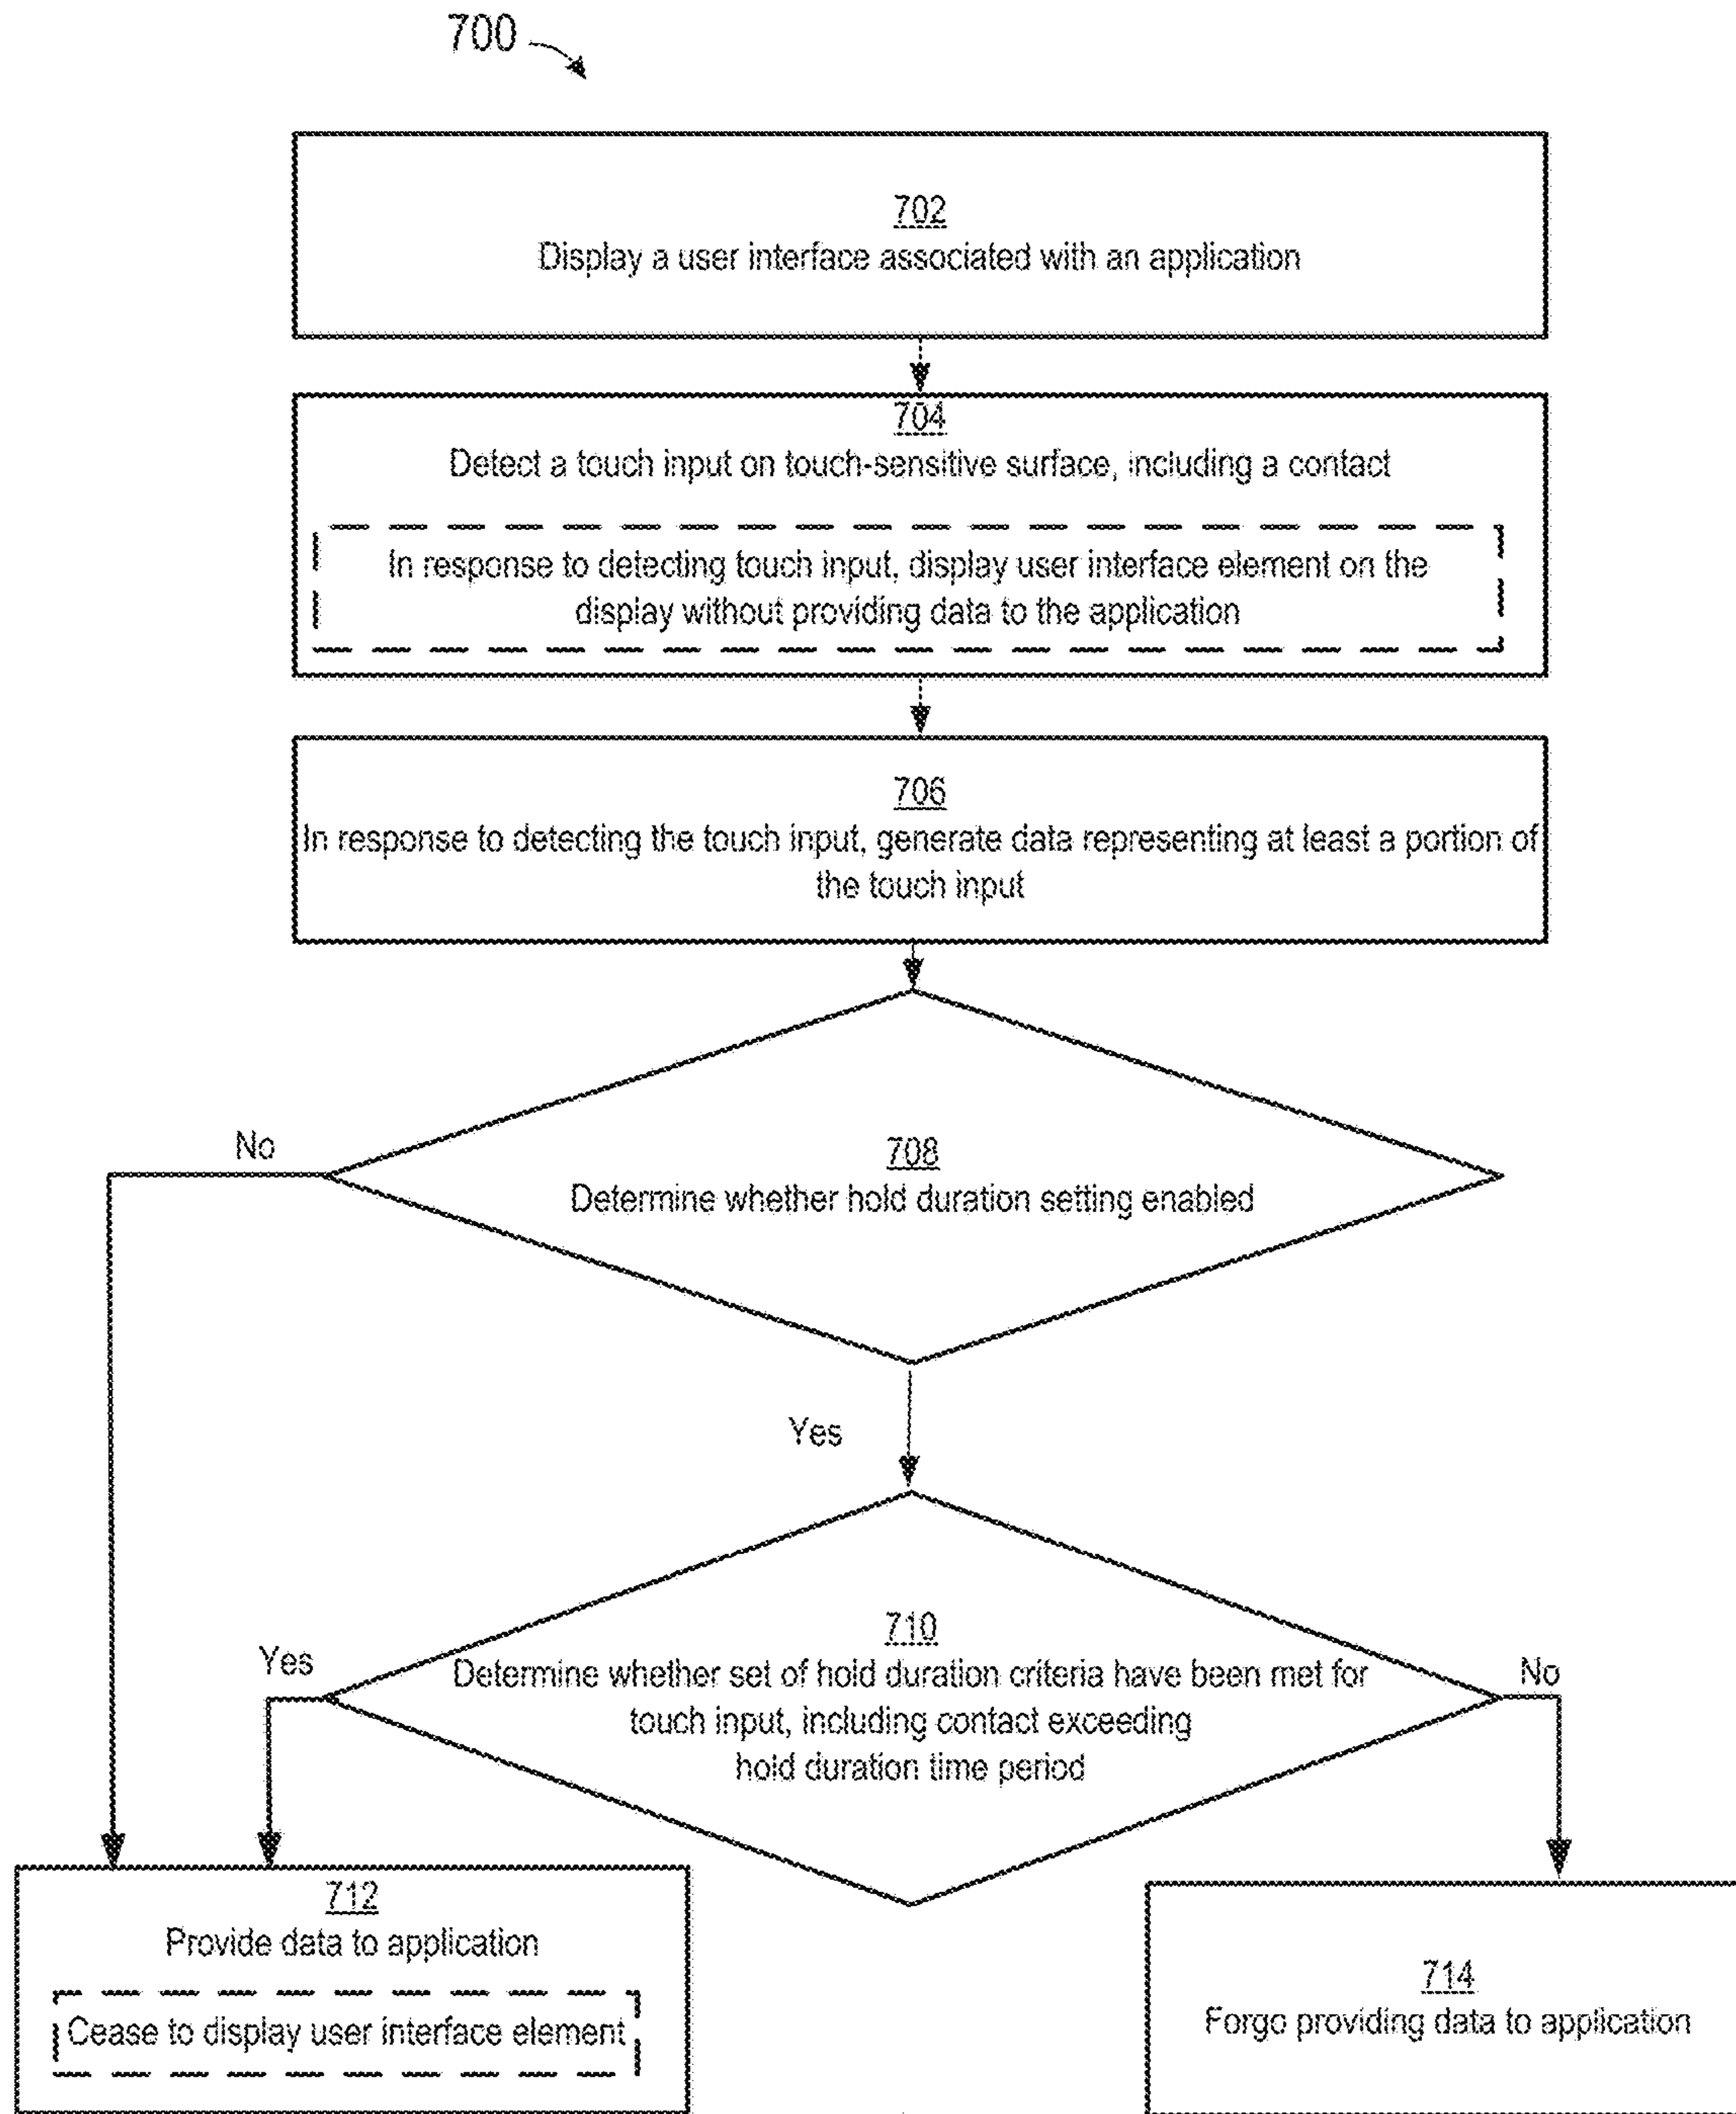 700
702
Display a user interface associated with an application
704
Detect a touch input on touch-sensitive surface, including a contact
In response to detecting touch input, display user interface element on the
display without providing data to the application
706
In response to detecting the touch input, generate data representing at least a portion of
the touch input
708
Determine whether hold duration setting enabled
No
Yes
710
Determine whether set of hold duration criteria have been met for
touch input, including contact exceeding
hold duration time period
Yes
No
712
Provide data to application
Cease to display user interface element
714
Forgo providing data to application